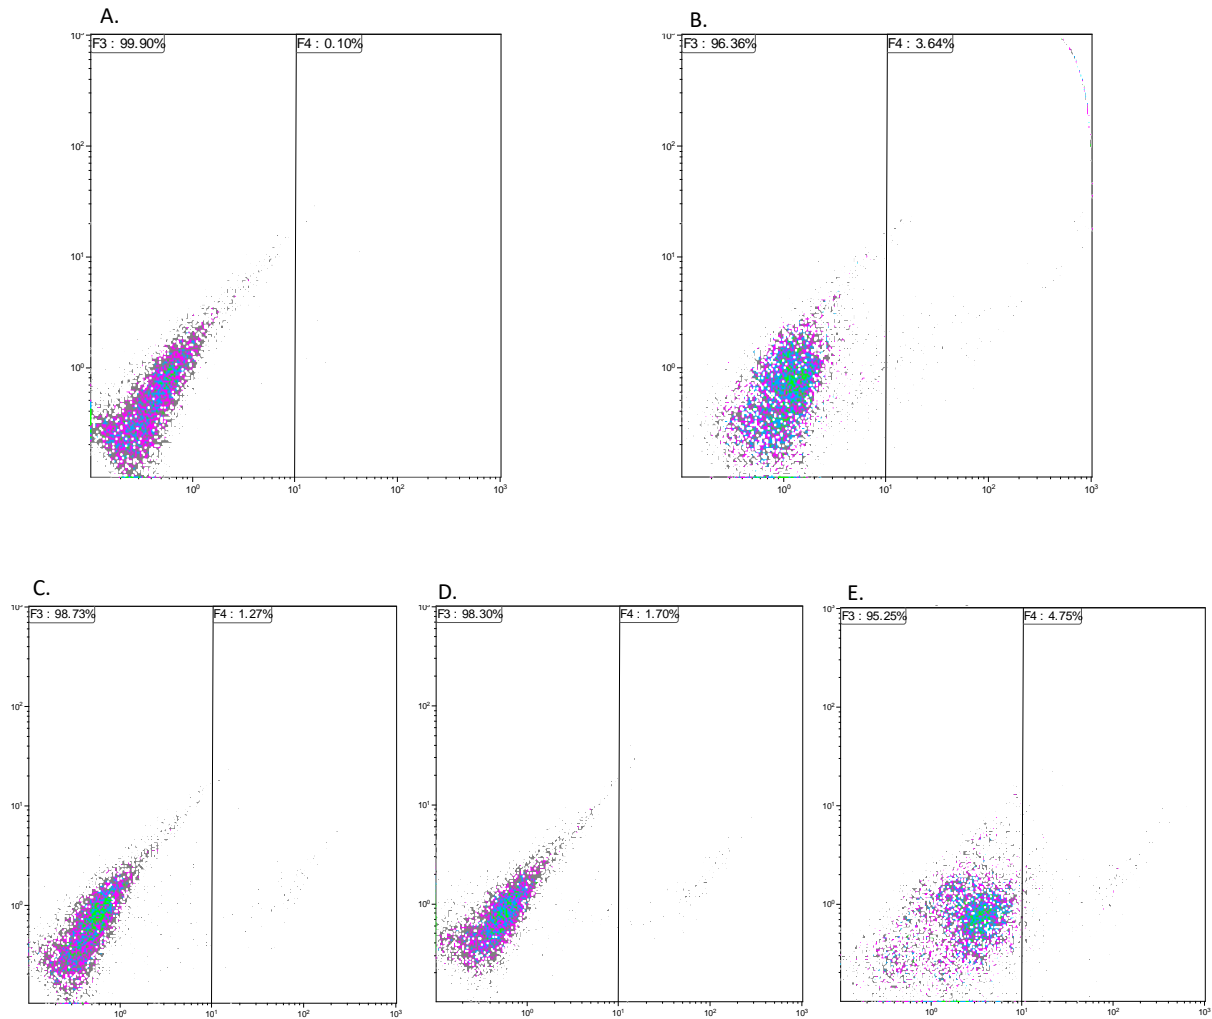 A.
F3 : 99.90%
F4 : 0.10%
10²
10¹
10⁰
10⁰ 10¹ 10² 10³
B.
F3 : 96.36%
F4 : 3.64%
10²
10¹
10⁰
10⁰ 10¹ 10² 10³
C.
F3 : 98.73%
F4 : 1.27%
10²
10¹
10⁰
10⁰ 10¹ 10² 10³
D.
F3 : 98.30%
F4 : 1.70%
10²
10¹
10⁰
10⁰ 10¹ 10² 10³
E.
10³
F3 : 95.25%
F4 : 4.75%
10²
10¹
10⁰
10⁰ 10¹ 10² 10³